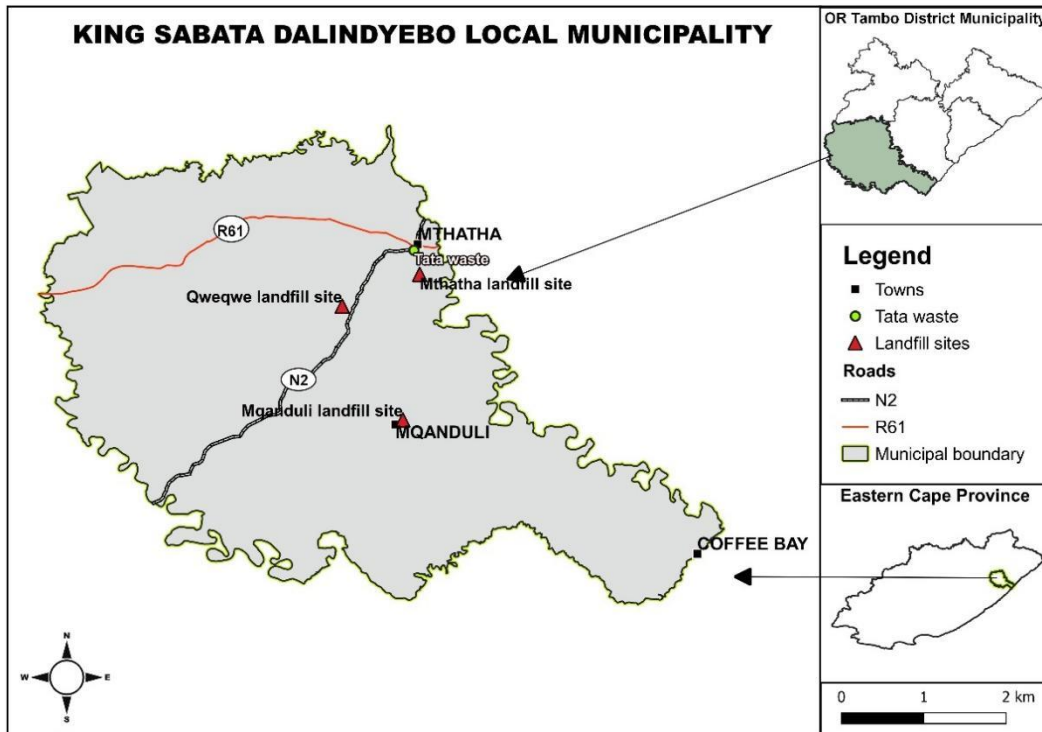 KING SABATA DALINDYEBO LOCAL MUNICIPALITY
R61
MTHATHA
Tata waste
Mthatha landfill site
Qweqwe landfill site
N2
Mqanduli landfill site
MQANDULI
COFFEE BAY
N
W
E
S
OR Tambo District Municipality
Legend
Towns
Tata waste
Landfill sites
Roads
N2
R61
Municipal boundary
Eastern Cape Province
0 1 2 km